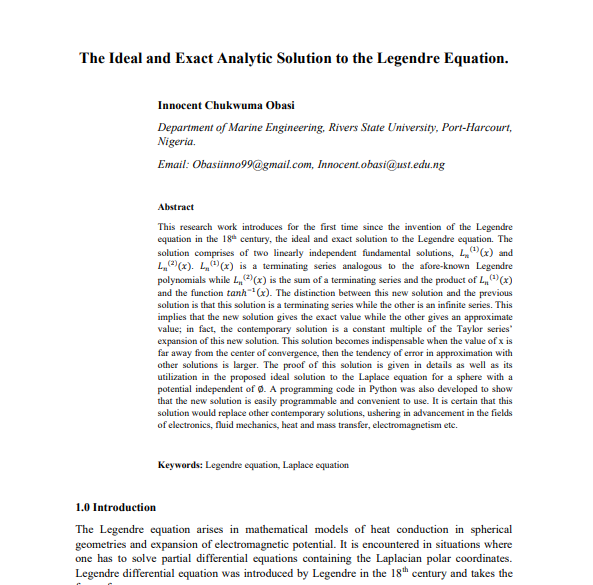 The Ideal and Exact Analytic Solution to the Legendre Equation.
Innocent Chukwuma Obasi
Department of Marine Engineering, Rivers State University, Port-Harcourt,
Nigeria.
Email: Obasiinno99@gmail.com, Innocent.obasi@ust.edu.ng
Abstract
This research work introduces for the first time since the invention of the Legendre
equation in the 18th century, the ideal and exact solution to the Legendre equation. The
solution comprises of two linearly independent fundamental solutions, Lₙ⁽¹⁾(x) and
Lₙ⁽²⁾(x). Lₙ⁽¹⁾(x) is a terminating series analogous to the afore-known Legendre
polynomials while Lₙ⁽²⁾(x) is the sum of a terminating series and the product of Lₙ⁽¹⁾(x)
and the function tanh⁻¹(x). The distinction between this new solution and the previous
solution is that this solution is a terminating series while the other is an infinite series. This
implies that the new solution gives the exact value while the other gives an approximate
value; in fact, the contemporary solution is a constant multiple of the Taylor series'
expansion of this new solution. This solution becomes indispensable when the value of x is
far away from the center of convergence, then the tendency of error in approximation with
other solutions is larger. The proof of this solution is given in details as well as its
utilization in the proposed ideal solution to the Laplace equation for a sphere with a
potential independent of ∅. A programming code in Python was also developed to show
that the new solution is easily programmable and convenient to use. It is certain that this
solution would replace other contemporary solutions, ushering in advancement in the fields
of electronics, fluid mechanics, heat and mass transfer, electromagnetism etc.
Keywords: Legendre equation, Laplace equation
1.0 Introduction
The Legendre equation arises in mathematical models of heat conduction in spherical
geometries and expansion of electromagnetic potential. It is encountered in situations where
one has to solve partial differential equations containing the Laplacian polar coordinates.
Legendre differential equation was introduced by Legendre in the 18th century and takes the